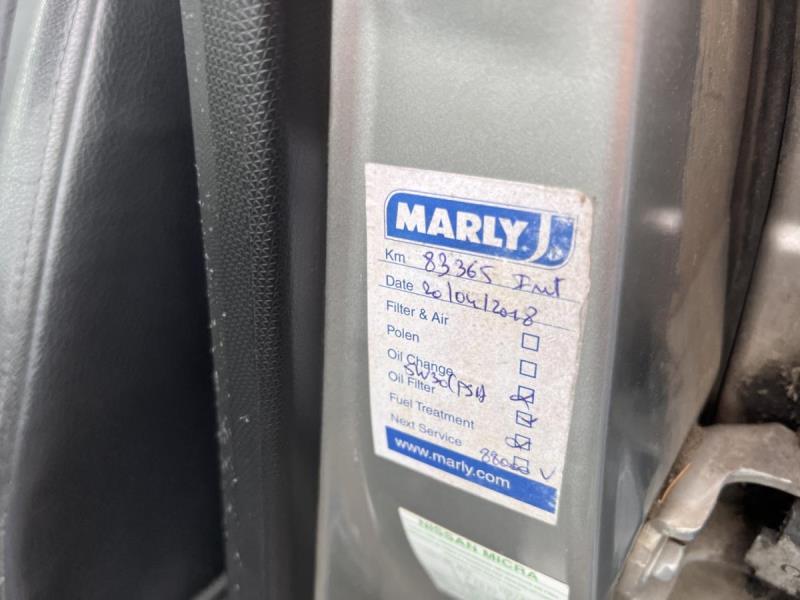 MARLY
Km 83365
Date 20/04/2018
Filter & Air
Polen
Oil Change
5W30 (PSA
Oil Filter
Fuel Treatment
Next Service
www.marly.com
NISSAN MICRA